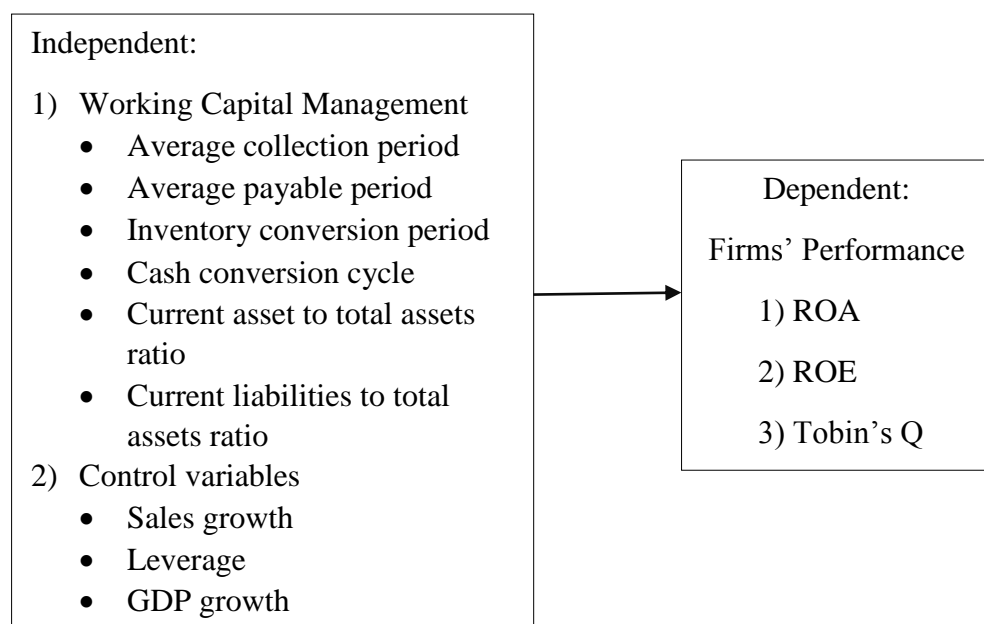 Independent:
1) Working Capital Management
• Average collection period
• Average payable period
• Inventory conversion period
• Cash conversion cycle
• Current asset to total assets
ratio
• Current liabilities to total
assets ratio
2) Control variables
• Sales growth
• Leverage
• GDP growth
Dependent:
Firms’ Performance
1) ROA
2) ROE
3) Tobin’s Q